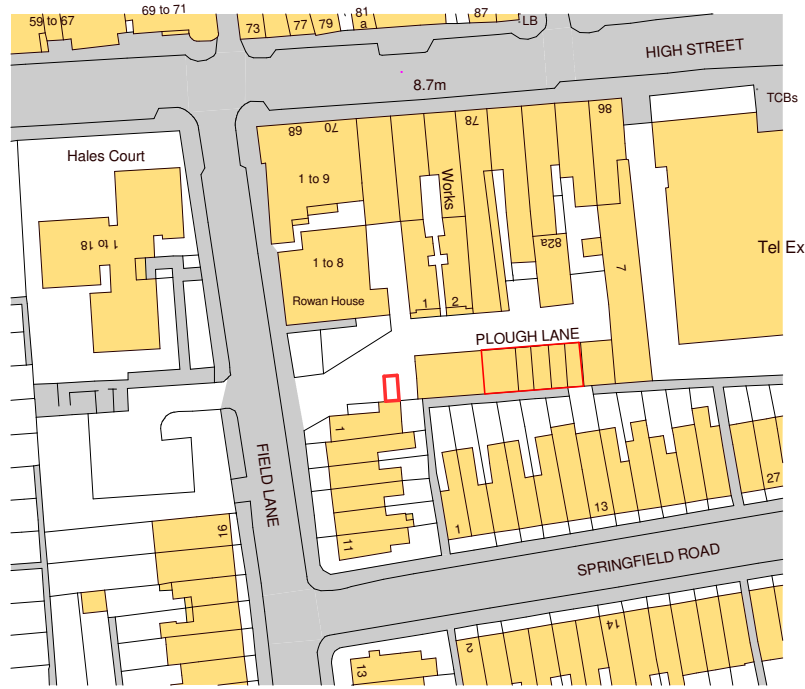 59 to 67
69 to 71
73
77
79
81
a
87
LB
HIGH STREET
8.7m
TCBs
Hales Court
68
70
78
86
1 to 9
Works
1 to 18
82a
Tel Ex
1 to 8
7
Rowan House
1
2
PLOUGH LANE
1
FIELD LANE
16
11
1
13
27
SPRINGFIELD ROAD
2
14
13